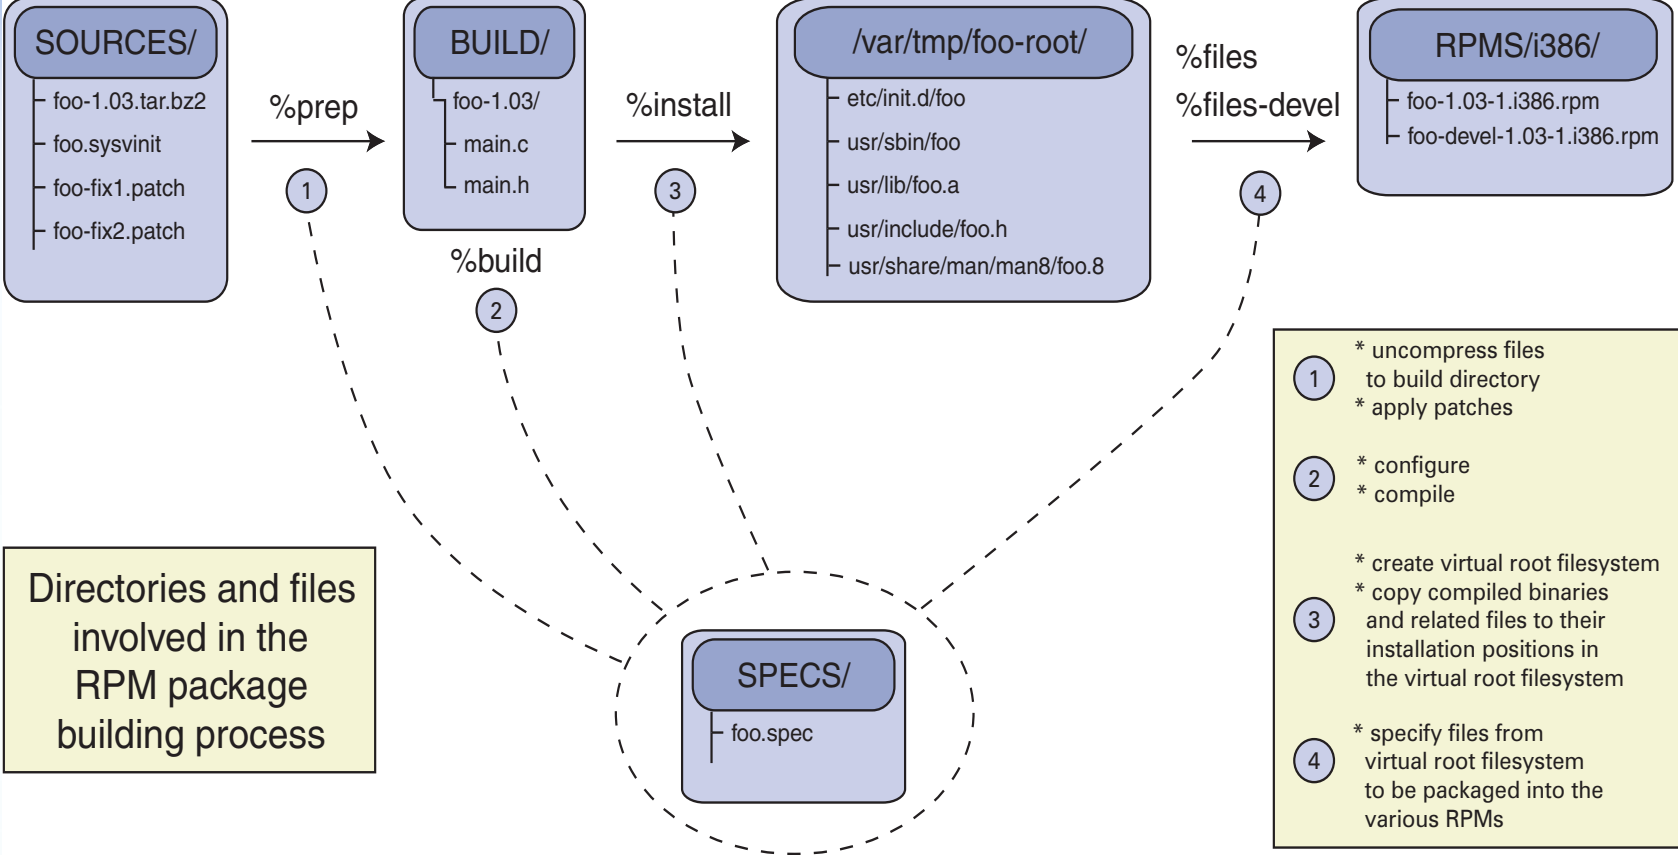 SOURCES/
foo-1.03.tar.bz2
foo.sysvinit
foo-fix1.patch
foo-fix2.patch
%prep
1
BUILD/
foo-1.03/
main.c
main.h
%build
2
%install
3
/var/tmp/foo-root/
etc/init.d/foo
usr/sbin/foo
usr/lib/foo.a
usr/include/foo.h
usr/share/man/man8/foo.8
%files
%files-devel
4
RPMS/i386/
foo-1.03-1.i386.rpm
foo-devel-1.03-1.i386.rpm
Directories and files
involved in the
RPM package
building process
SPECS/
foo.spec
1
* uncompress files
to build directory
* apply patches
2
* configure
* compile
3
* create virtual root filesystem
* copy compiled binaries
and related files to their
installation positions in
the virtual root filesystem
4
* specify files from
virtual root filesystem
to be packaged into the
various RPMs